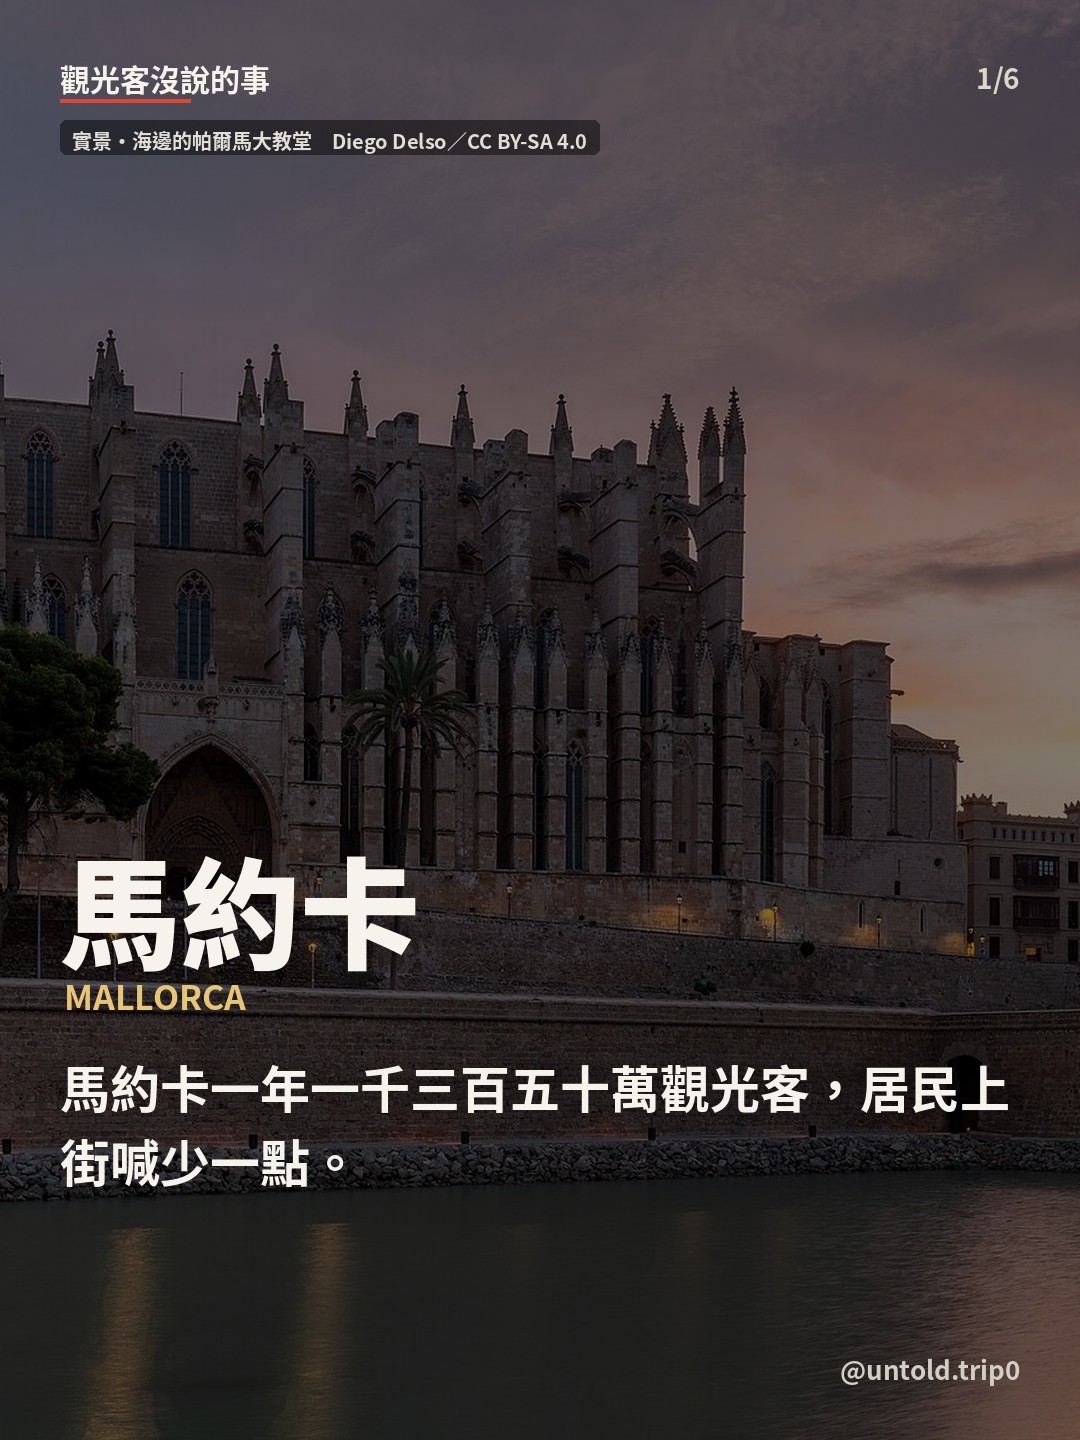 觀光客沒說的事
1/6
實景・海邊的帕爾馬大教堂　Diego Delso／CC BY-SA 4.0
馬約卡
MALLORCA
馬約卡一年一千三百五十萬觀光客，居民上
街喊少一點。
@untold.trip0